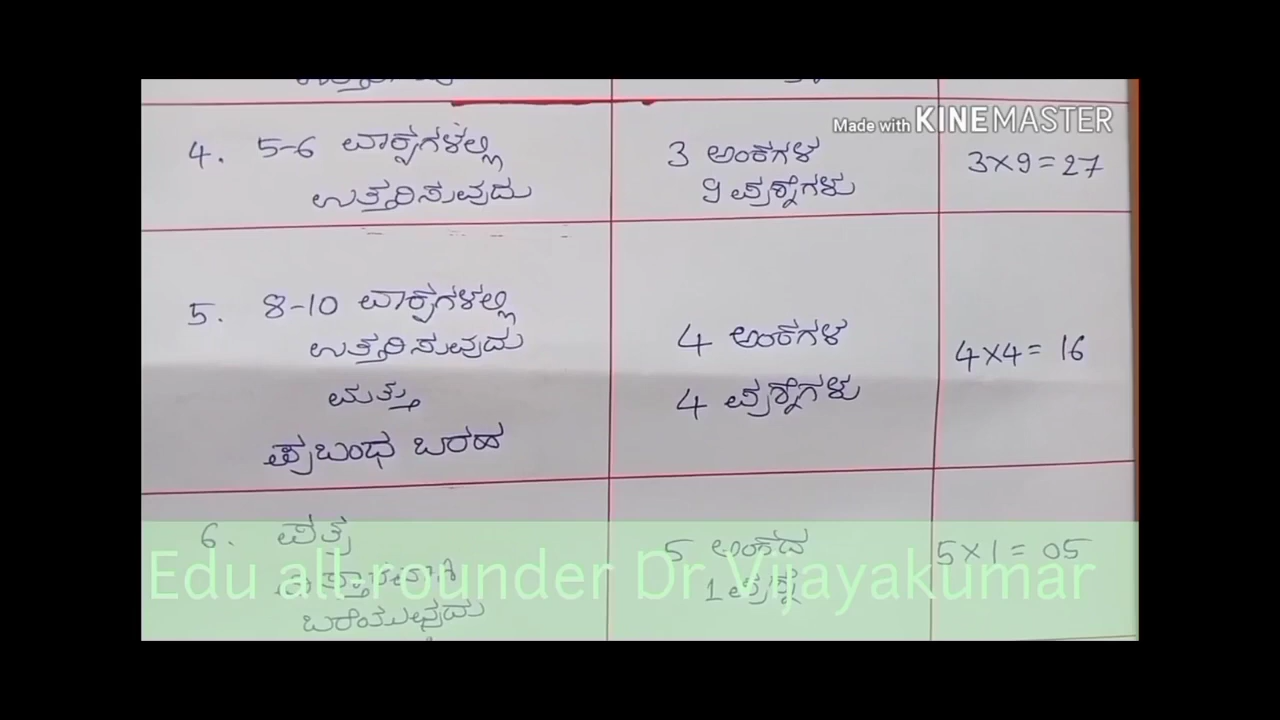 Made with KINEMASTER
4. 5-6 ವಾಕ್ಯಗಳಲ್ಲಿ
ಉತ್ತರಿಸುವುದು
3 ಅಂಕಗಳ
9 ಪ್ರಶ್ನೆಗಳು
3×9=27
5. 8-10 ವಾಕ್ಯಗಳಲ್ಲಿ
ಉತ್ತರಿಸುವುದು
ಮತ್ತು
ಪ್ರಬಂಧ ಬರಹ
4 ಅಂಕಗಳ
4 ಪ್ರಶ್ನೆಗಳು
4×4= 16
6. ಪತ್ರ
ಬರೆಯುವುದು
5 ಅಂಕದ
1 ಪ್ರಶ್ನೆ
5×1= 05
Edu all-rounder Dr Vijayakumar